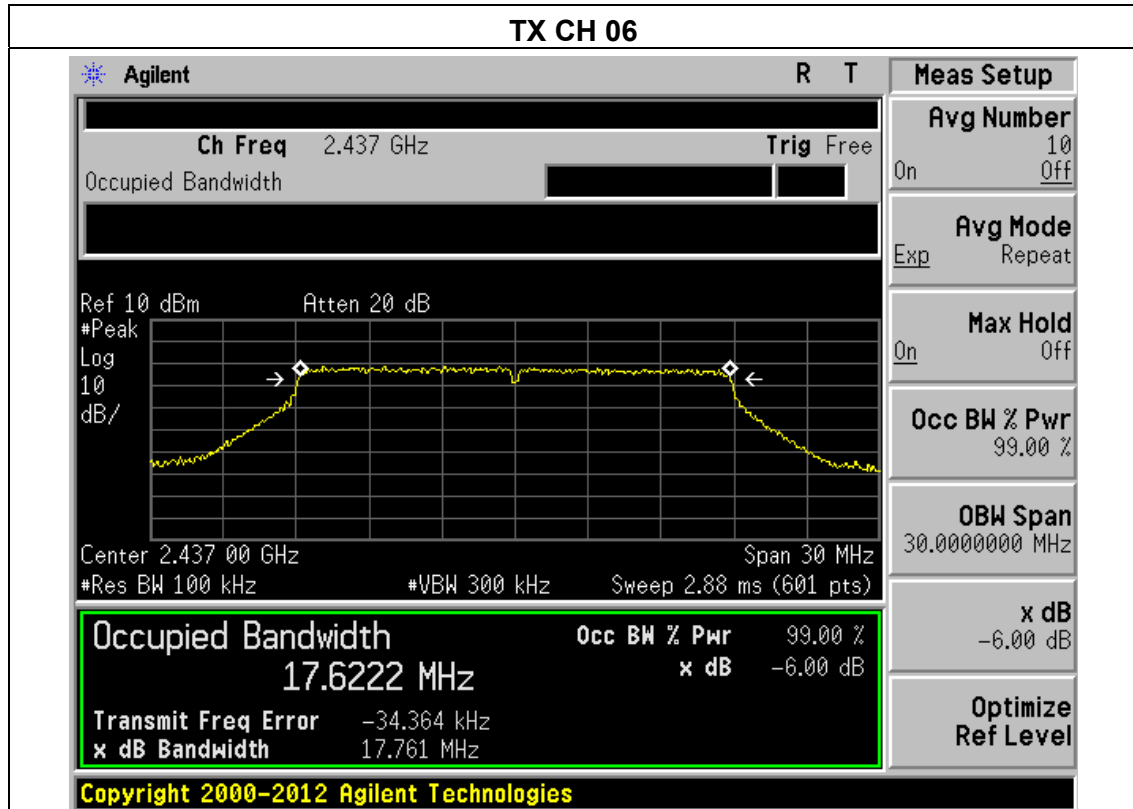 TX CH 06
Agilent R T
Ch Freq 2.437 GHz Trig Free
Occupied Bandwidth
Ref 10 dBm Atten 20 dB
#Peak
Log
10
dB/
Center 2.437 00 GHz Span 30 MHz
#Res BW 100 kHz #VBW 300 kHz Sweep 2.88 ms (601 pts)
Occupied Bandwidth Occ BW % Pwr 99.00 %
17.6222 MHz x dB -6.00 dB
Transmit Freq Error -34.364 kHz
x dB Bandwidth 17.761 MHz
Copyright 2000-2012 Agilent Technologies
Meas Setup
Avg Number
10
On Off
Avg Mode
Exp Repeat
Max Hold
On Off
Occ BW % Pwr
99.00 %
OBW Span
30.0000000 MHz
x dB
-6.00 dB
Optimize
Ref Level